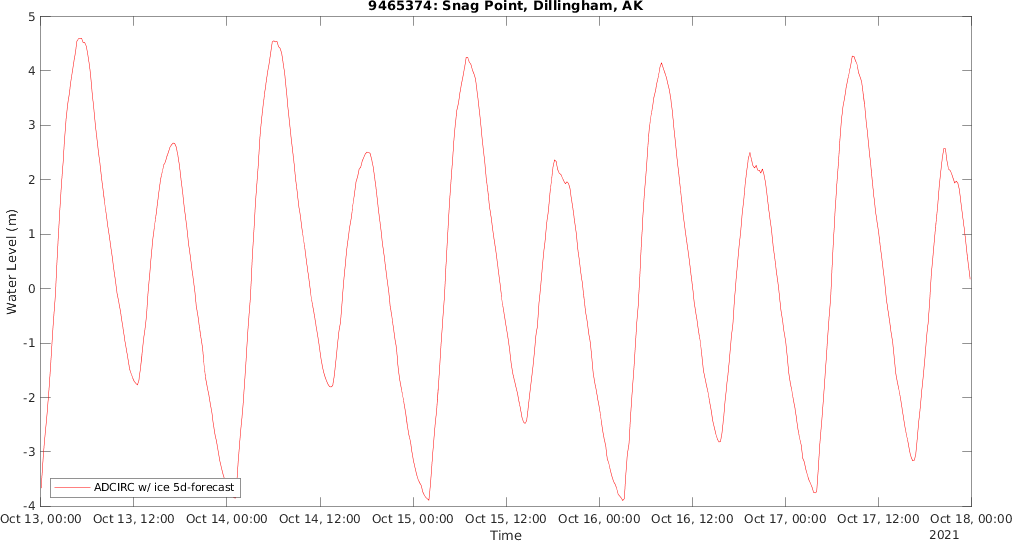 9465374: Snag Point, Dillingham, AK
Water Level (m)
5
4
3
2
1
0
-1
-2
-3
-4
ADCIRC w/ ice 5d-forecast
Oct 13, 00:00 Oct 13, 12:00 Oct 14, 00:00 Oct 14, 12:00 Oct 15, 00:00 Oct 15, 12:00 Oct 16, 00:00 Oct 16, 12:00 Oct 17, 00:00 Oct 17, 12:00 Oct 18, 00:00
Time
2021